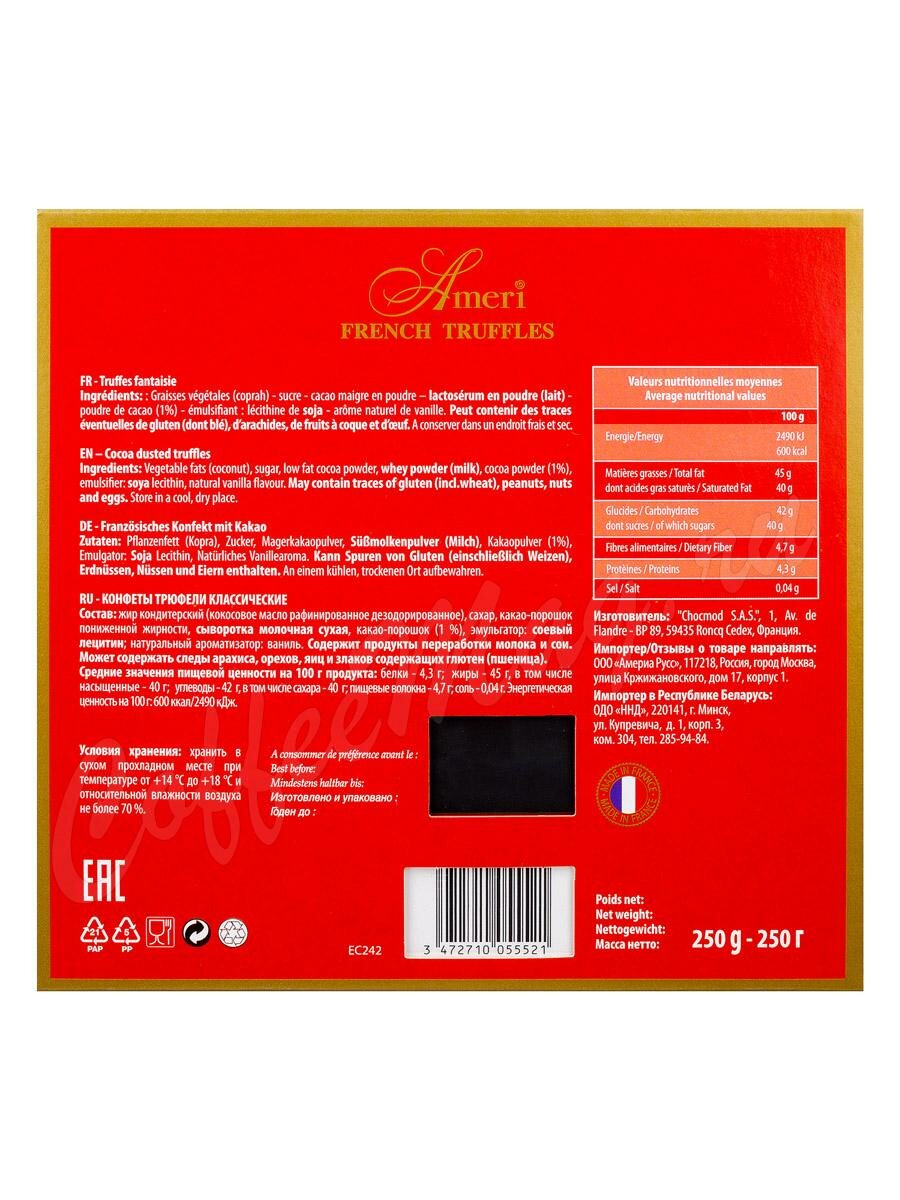 Ameri
FRENCH TRUFFLES
FR - Truffes fantaisie
Ingrédients: : Graisses végétales (coprah) - sucre - cacao maigre en poudre – lactosérum en poudre (lait) -
poudre de cacao (1%) - émulsifiant : lécithine de soja - arôme naturel de vanille. Peut contenir des traces
éventuelles de gluten (dont blé), d'arachides, de fruits à coque et d'œuf. A conserver dans un endroit frais et sec.
EN – Cocoa dusted truffles
Ingredients: Vegetable fats (coconut), sugar, low fat cocoa powder, whey powder (milk), cocoa powder (1%),
emulsifier: soya lecithin, natural vanilla flavour. May contain traces of gluten (incl.wheat), peanuts, nuts
and eggs. Store in a cool, dry place.
DE - Französisches Konfekt mit Kakao
Zutaten: Pflanzenfett (Kopra), Zucker, Magerkakaopulver, Süßmolkenpulver (Milch), Kakaopulver (1%),
Emulgator: Soja Lecithin, Natürliches Vanillearoma. Kann Spuren von Gluten (einschließlich Weizen),
Erdnüssen, Nüssen und Eiern enthalten. An einem kühlen, trockenen Ort aufbewahren.
RU - КОНФЕТЫ ТРЮФЕЛИ КЛАССИЧЕСКИЕ
Состав: жир кондитерский (кокосовое масло рафинированное дезодорированное), сахар, какао-порошок
пониженной жирности, сыворотка молочная сухая, какао-порошок (1 %), эмульгатор: соевый
лецитин; натуральный ароматизатор: ваниль. Содержит продукты переработки молока и сои.
Может содержать следы арахиса, орехов, яиц и злаков содержащих глютен (пшеница).
Средние значения пищевой ценности на 100 г продукта: белки - 4,3 г; жиры - 45 г, в том числе
насыщенные - 40 г; углеводы - 42 г, в том числе сахара - 40 г; пищевые волокна - 4,7 г; соль - 0,04 г. Энергетическая
ценность на 100 г: 600 ккал/2490 кДж.
Условия хранения: хранить в
сухом прохладном месте при
температуре от +14 °C до +18 °C и
относительной влажности воздуха
не более 70 %.
A consommer de préférence avant le :
Best before:
Mindestens haltbar bis:
Изготовлено и упаковано :
Годен до :
Valeurs nutritionnelles moyennes
Average nutritional values
100 g
Energie/Energy 2490 kJ
600 kcal
Matières grasses / Total fat 45 g
dont acides gras saturès / Saturated Fat 40 g
Glucides / Carbohydrates 42 g
dont sucres / of which sugars 40 g
Fibres alimentaires / Dietary Fiber 4,7 g
Protèines / Proteins 4,3 g
Sel / Salt 0,04 g
Изготовитель: "Chocmod S.A.S.", 1, Av. de
Flandre - BP 89, 59435 Roncq Cedex, Франция.
Импортер/Отзывы о товаре направлять:
ООО «Америа Русс», 117218, Россия, город Москва,
улица Кржижановского, дом 17, корпус 1.
Импортер в Республике Беларусь:
ОДО «ННД», 220141, г. Минск,
ул. Купревича, д. 1, корп. 3,
ком. 304, тел. 285-94-84.
MADE IN FRANCE
MADE IN FRANCE
EAC
21
PAP
5
PP
EC242
3 472710 055521
Poids net:
Net weight:
Nettogewicht:
Масса нетто:
250 g - 250 Г
CoffeeMag.ru